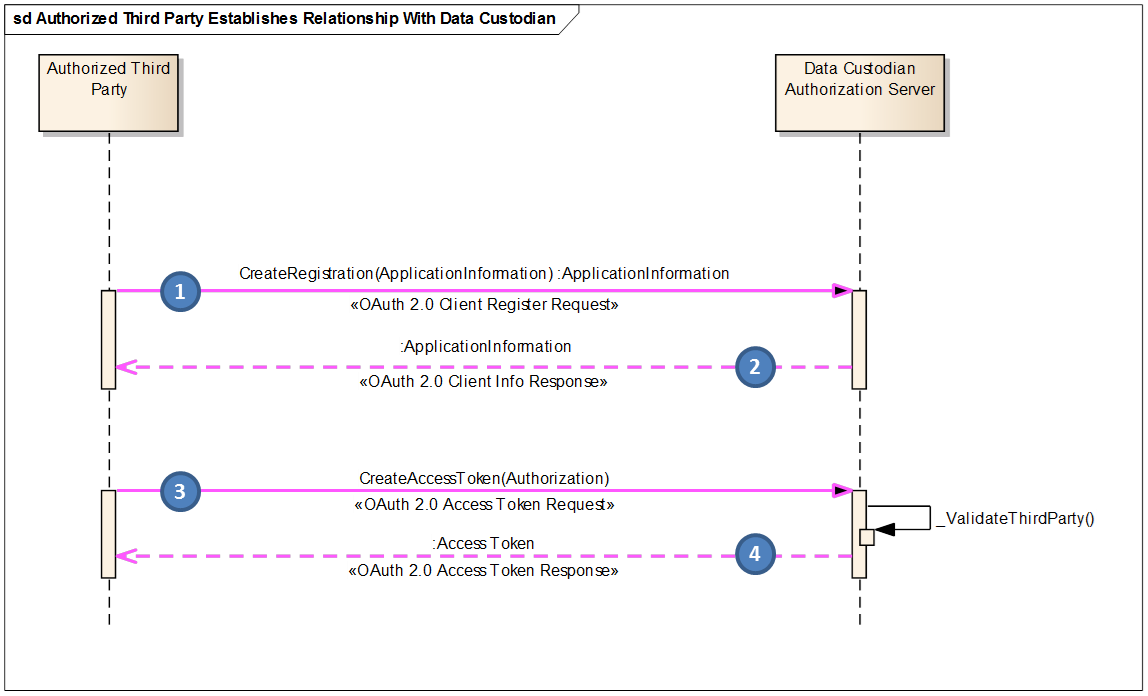 sd Authorized Third Party Establishes Relationship With Data Custodian
Authorized Third
Party
Data Custodian
Authorization Server
CreateRegistration(ApplicationInformation) :ApplicationInformation
1
«OAuth 2.0 Client Register Request»
:ApplicationInformation
2
«OAuth 2.0 Client Info Response»
CreateAccessToken(Authorization)
3
«OAuth 2.0 Access Token Request»
_ValidateThirdParty()
:Access Token
4
«OAuth 2.0 Access Token Response»